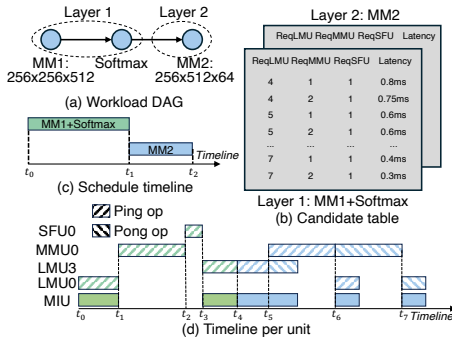 Layer 1 Layer 2
MM1: Softmax MM2:
256x256x512 256x512x64
(a) Workload DAG
MM1+Softmax
MM2
Timeline
t0 t1 t2
(c) Schedule timeline
Layer 2: MM2
ReqLMU ReqMMU ReqSFU Latency
ReqLMU ReqMMU ReqSFU Latency
4 1 1 0.8ms
4 2 1 0.75ms
5 1 1 0.6ms
5 2 1 0.6ms
... ... ... ...
7 1 1 0.4ms
7 2 1 0.3ms
Layer 1: MM1+Softmax
(b) Candidate table
Ping op
Pong op
SFU0
MMU0
LMU3
LMU0
MIU
t0 t1 t2 t3 t4 t5 t6 t7 Timeline
(d) Timeline per unit